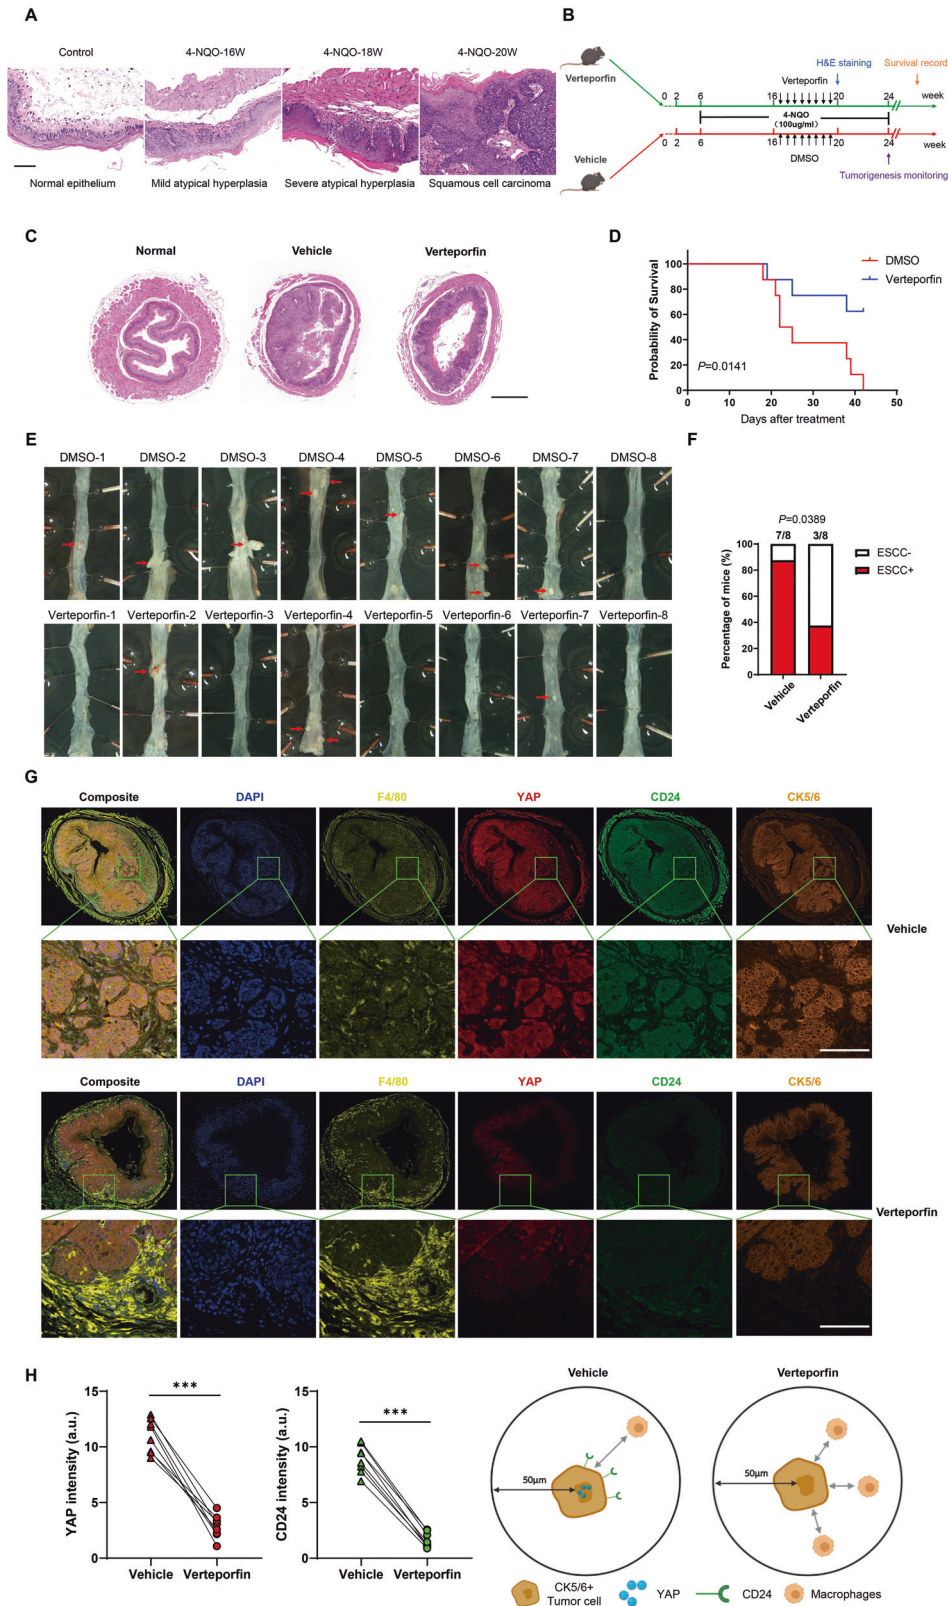 A
Control
4-NQO-16W
4-NQO-18W
4-NQO-20W
Normal epithelium
Mild atypical hyperplasia
Severe atypical hyperplasia
Squamous cell carcinoma
B
Verteporfin
Vehicle
H&E staining
Survival record
Verteporfin
0 2 6 16 20 24 week
4-NQO
(100ug/ml)
0 2 6 16 20 24 week
DMSO
Tumorigenesis monitoring
C
Normal
Vehicle
Verteporfin
D
Probability of Survival
100
80
60
40
20
0
0 10 20 30 40 50
Days after treatment
P=0.0141
DMSO
Verteporfin
E
DMSO-1
DMSO-2
DMSO-3
DMSO-4
DMSO-5
DMSO-6
DMSO-7
DMSO-8
Verteporfin-1
Verteporfin-2
Verteporfin-3
Verteporfin-4
Verteporfin-5
Verteporfin-6
Verteporfin-7
Verteporfin-8
F
P=0.0389
7/8 3/8
Percentage of mice (%)
100
80
60
40
20
0
Vehicle
Verteporfin
ESCC-
ESCC+
G
Composite
DAPI
F4/80
YAP
CD24
CK5/6
Vehicle
Composite
DAPI
F4/80
YAP
CD24
CK5/6
Verteporfin
H
YAP intensity (a.u.)
15
10
5
0
***
Vehicle Verteporfin
CD24 intensity (a.u.)
15
10
5
0
***
Vehicle Verteporfin
Vehicle
50μm
Verteporfin
50μm
CK5/6+
Tumor cell
YAP
CD24
Macrophages